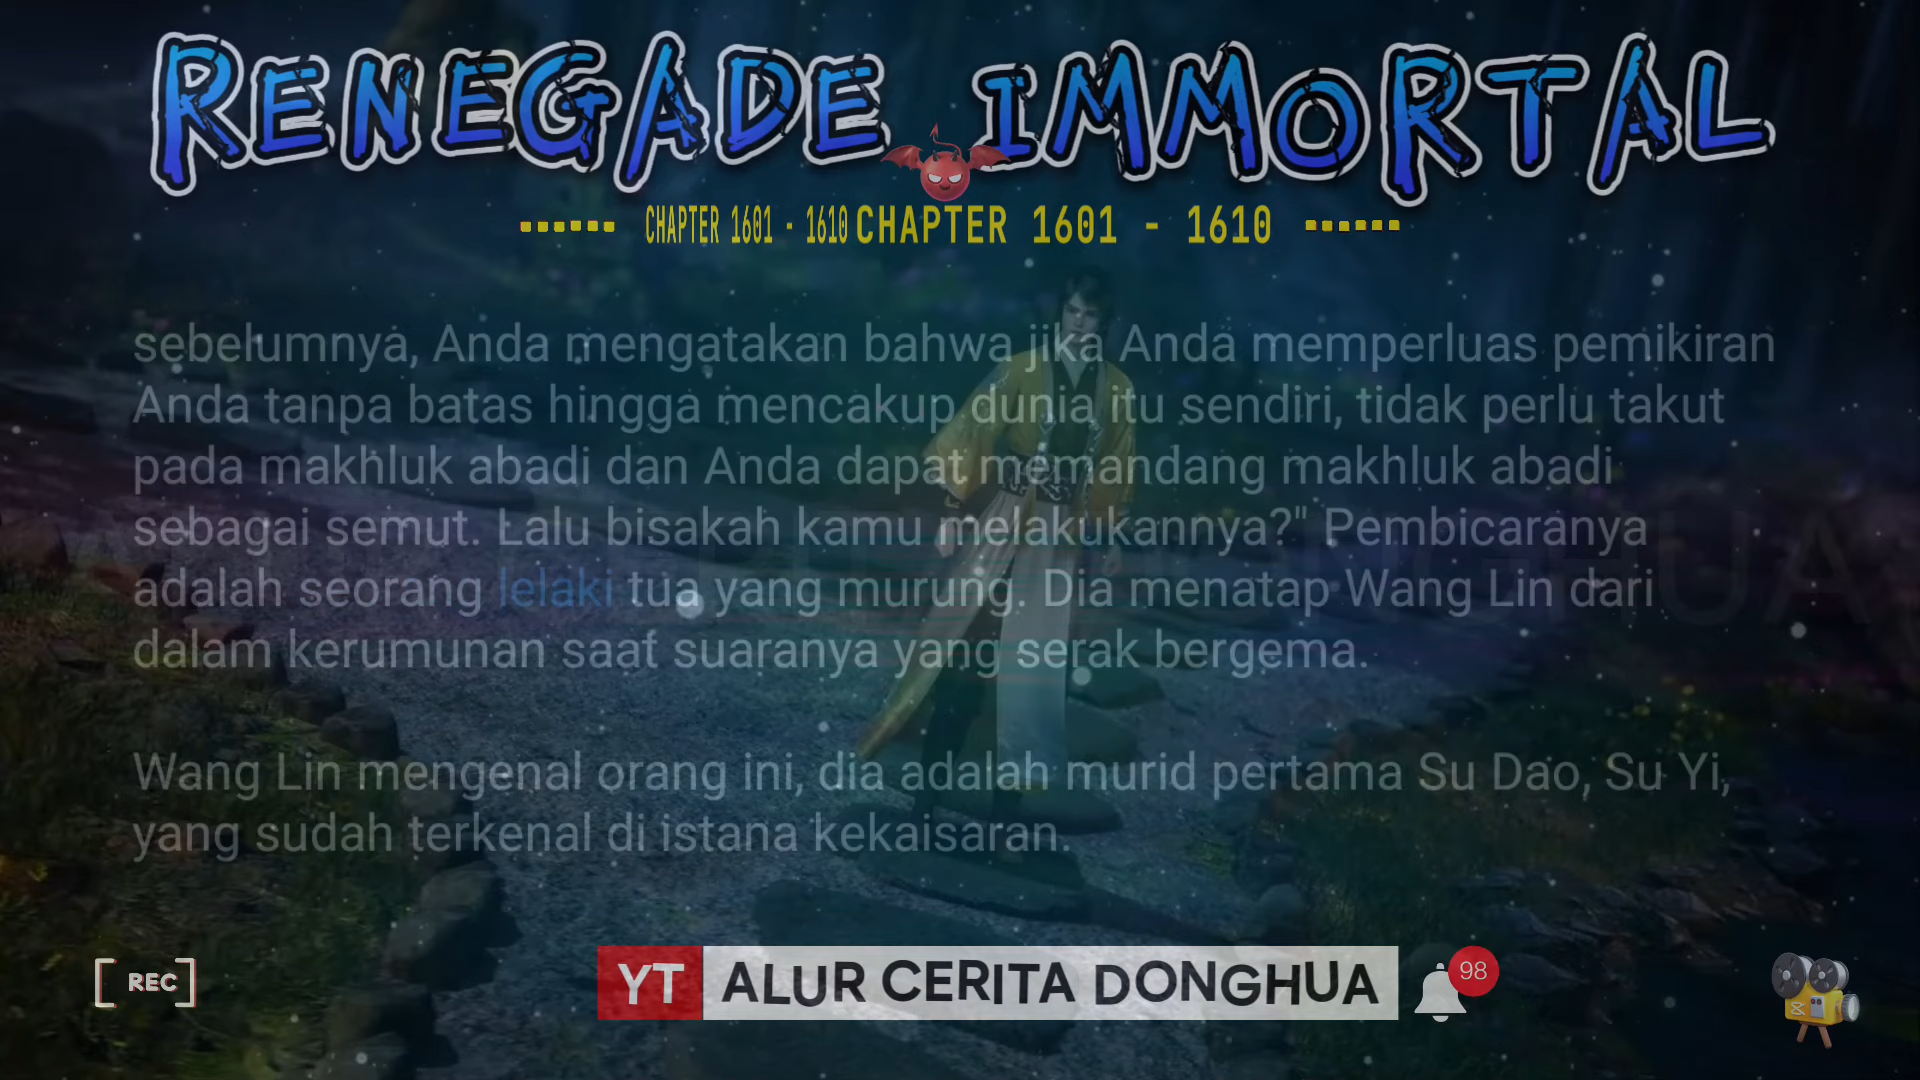 RENEGADE IMMORTAL
CHAPTER 1601 - 1610 CHAPTER 1601 - 1610
sebelumnya, Anda mengatakan bahwa jika Anda memperluas pemikiran
Anda tanpa batas hingga mencakup dunia itu sendiri, tidak perlu takut
pada makhluk abadi dan Anda dapat memandang makhluk abadi
sebagai semut. Lalu bisakah kamu melakukannya?" Pembicaranya
adalah seorang lelaki tua yang murung. Dia menatap Wang Lin dari
dalam kerumunan saat suaranya yang serak bergema.
Wang Lin mengenal orang ini, dia adalah murid pertama Su Dao, Su Yi,
yang sudah terkenal di istana kekaisaran.
[ REC ]
YT ALUR CERITA DONGHUA
98